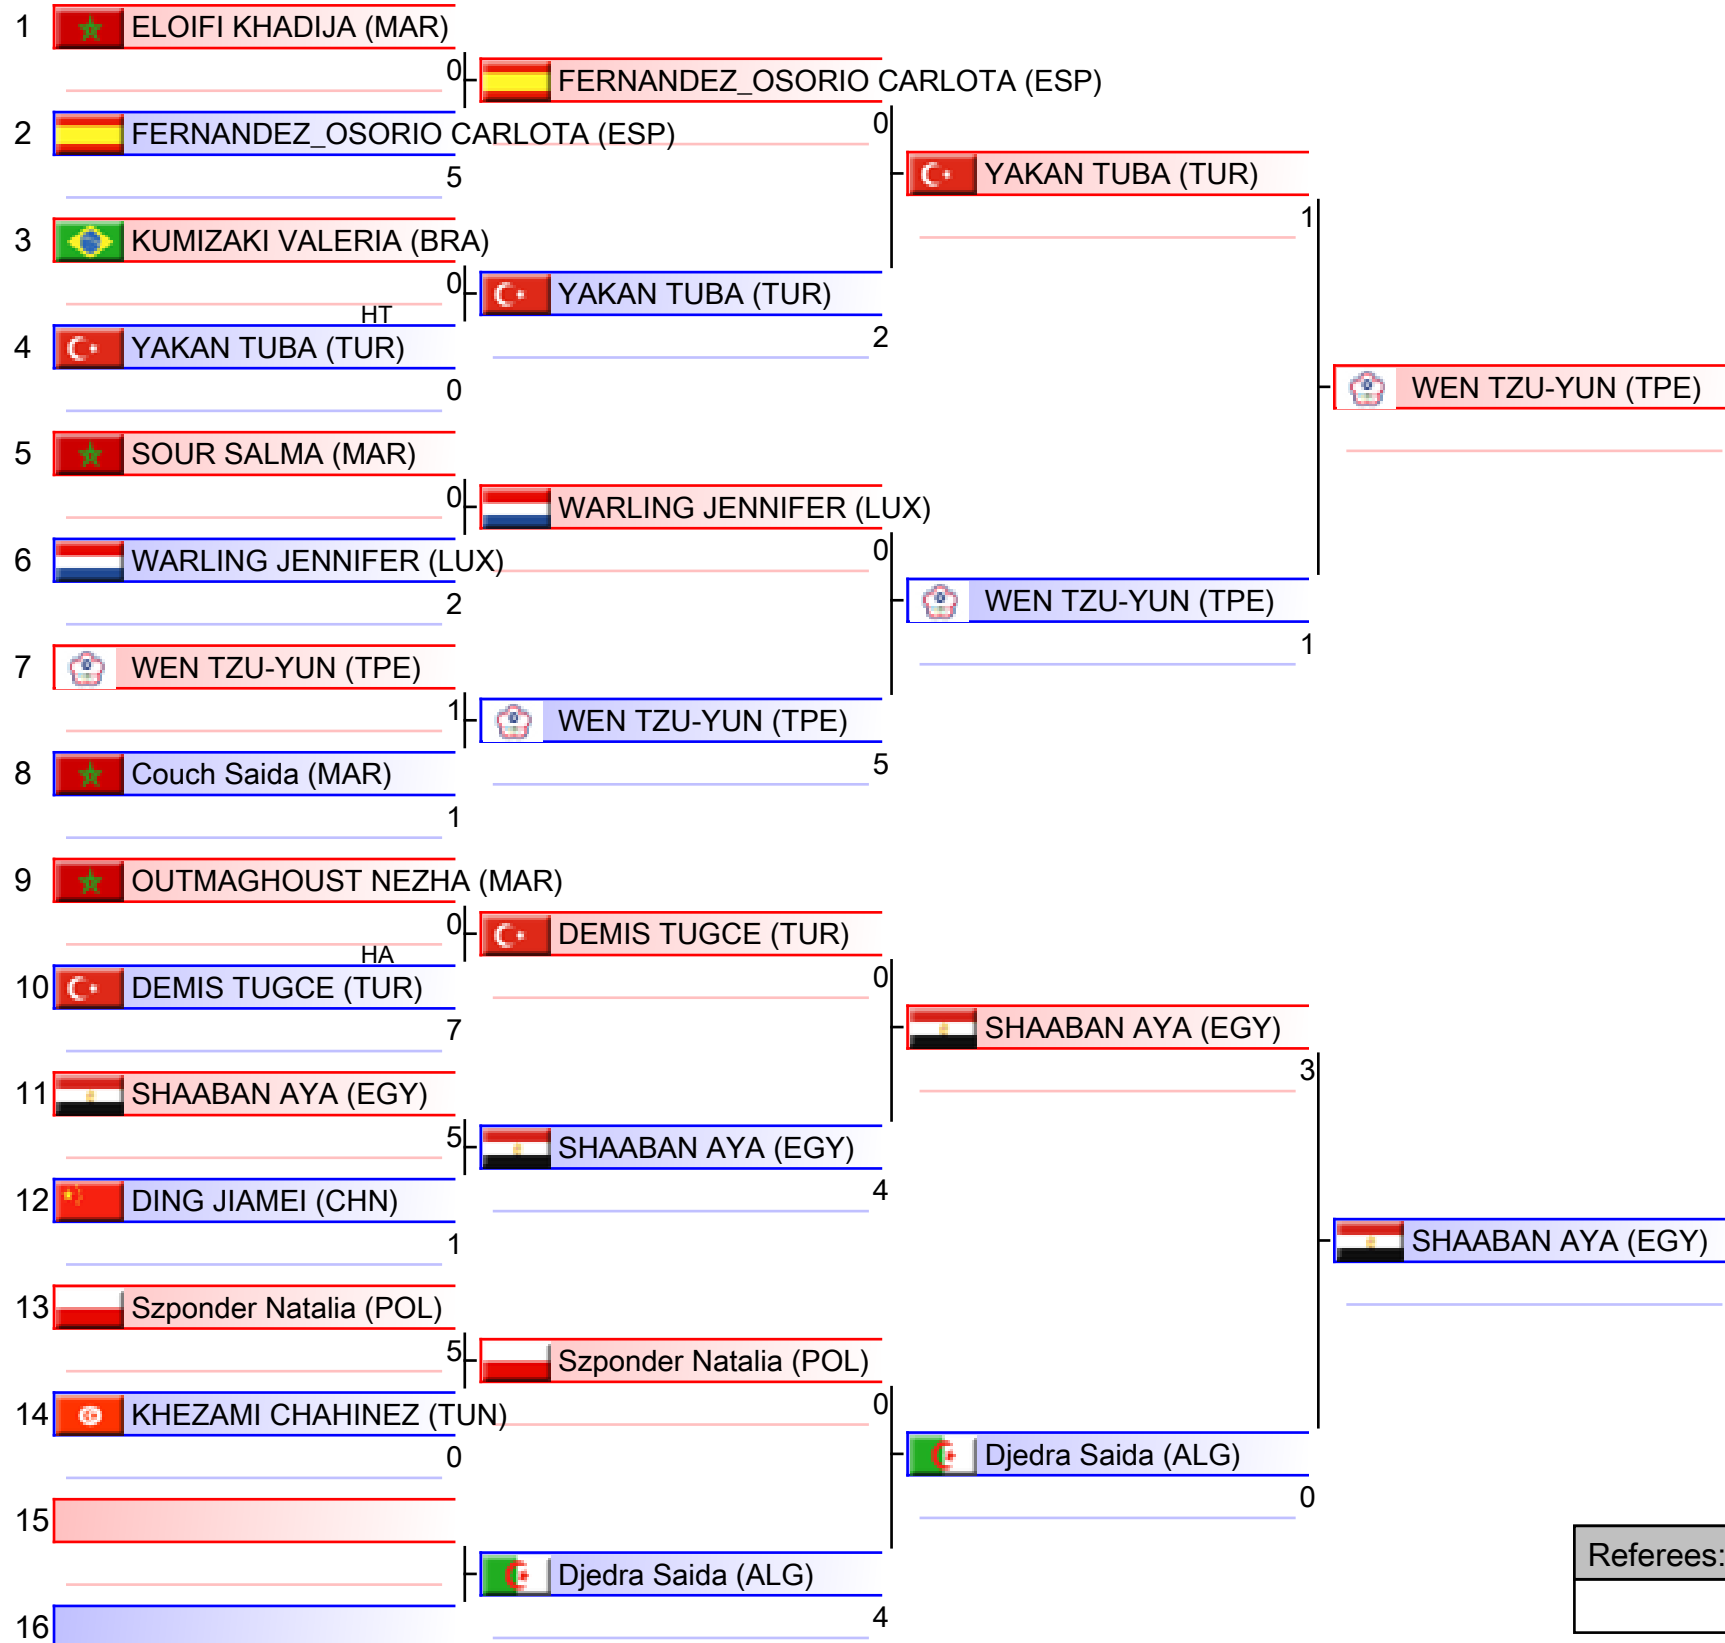 1 ELOIFI KHADIJA (MAR)
0 FERNANDEZ_OSORIO CARLOTA (ESP)
2 FERNANDEZ_OSORIO CARLOTA (ESP) 0
5 YAKAN TUBA (TUR)
3 KUMIZAKI VALERIA (BRA) 1
0 YAKAN TUBA (TUR)
HT
4 YAKAN TUBA (TUR) 2
0 WEN TZU-YUN (TPE)
5 SOUR SALMA (MAR)
0 WARLING JENNIFER (LUX)
6 WARLING JENNIFER (LUX) 0
2 WEN TZU-YUN (TPE)
7 WEN TZU-YUN (TPE) 1
1 WEN TZU-YUN (TPE)
8 Couch Saida (MAR) 5
1
9 OUTMAGHOUST NEZHA (MAR)
0 DEMIS TUGCE (TUR)
HA
10 DEMIS TUGCE (TUR) 0
7 SHAABAN AYA (EGY)
11 SHAABAN AYA (EGY) 3
5 SHAABAN AYA (EGY)
12 DING JIAMEI (CHN) 4
1 SHAABAN AYA (EGY)
13 Szponder Natalia (POL)
5 Szponder Natalia (POL)
14 KHEZAMI CHAHINEZ (TUN) 0
0 Djedra Saida (ALG)
15 0
Referees:
Djedra Saida (ALG)
16 4